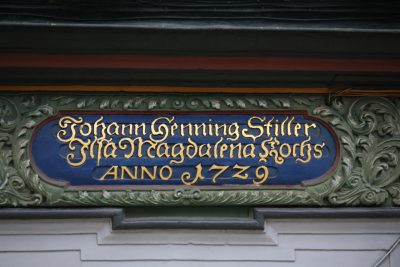 Johann Henning Stiller
Ilsa Magdalena Kochs
ANNO 1729